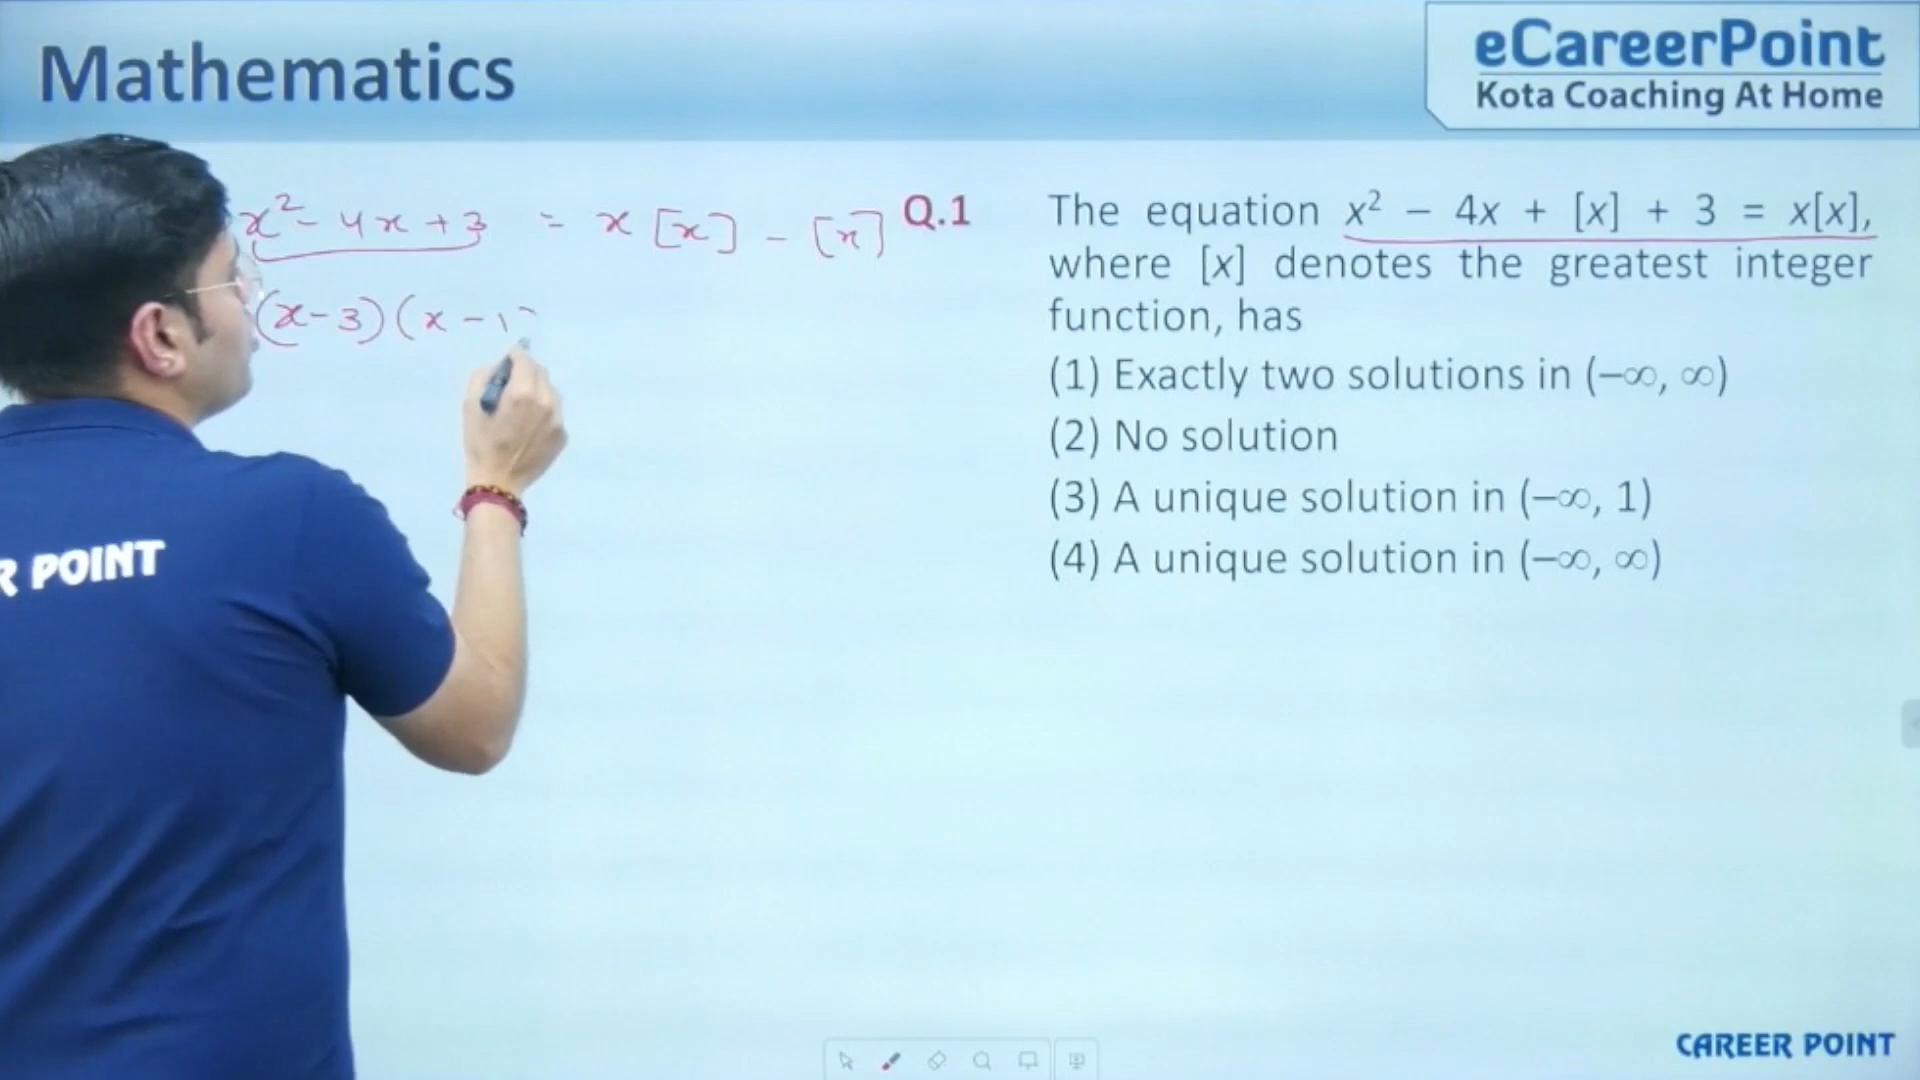 Mathematics
eCareerPoint
Kota Coaching At Home
x² - 4x + 3 = x [x] - [x]
(x-3)(x-1
Q.1 The equation x² – 4x + [x] + 3 = x[x],
where [x] denotes the greatest integer
function, has
(1) Exactly two solutions in (–∞, ∞)
(2) No solution
(3) A unique solution in (–∞, 1)
(4) A unique solution in (–∞, ∞)
R POINT
CAREER POINT